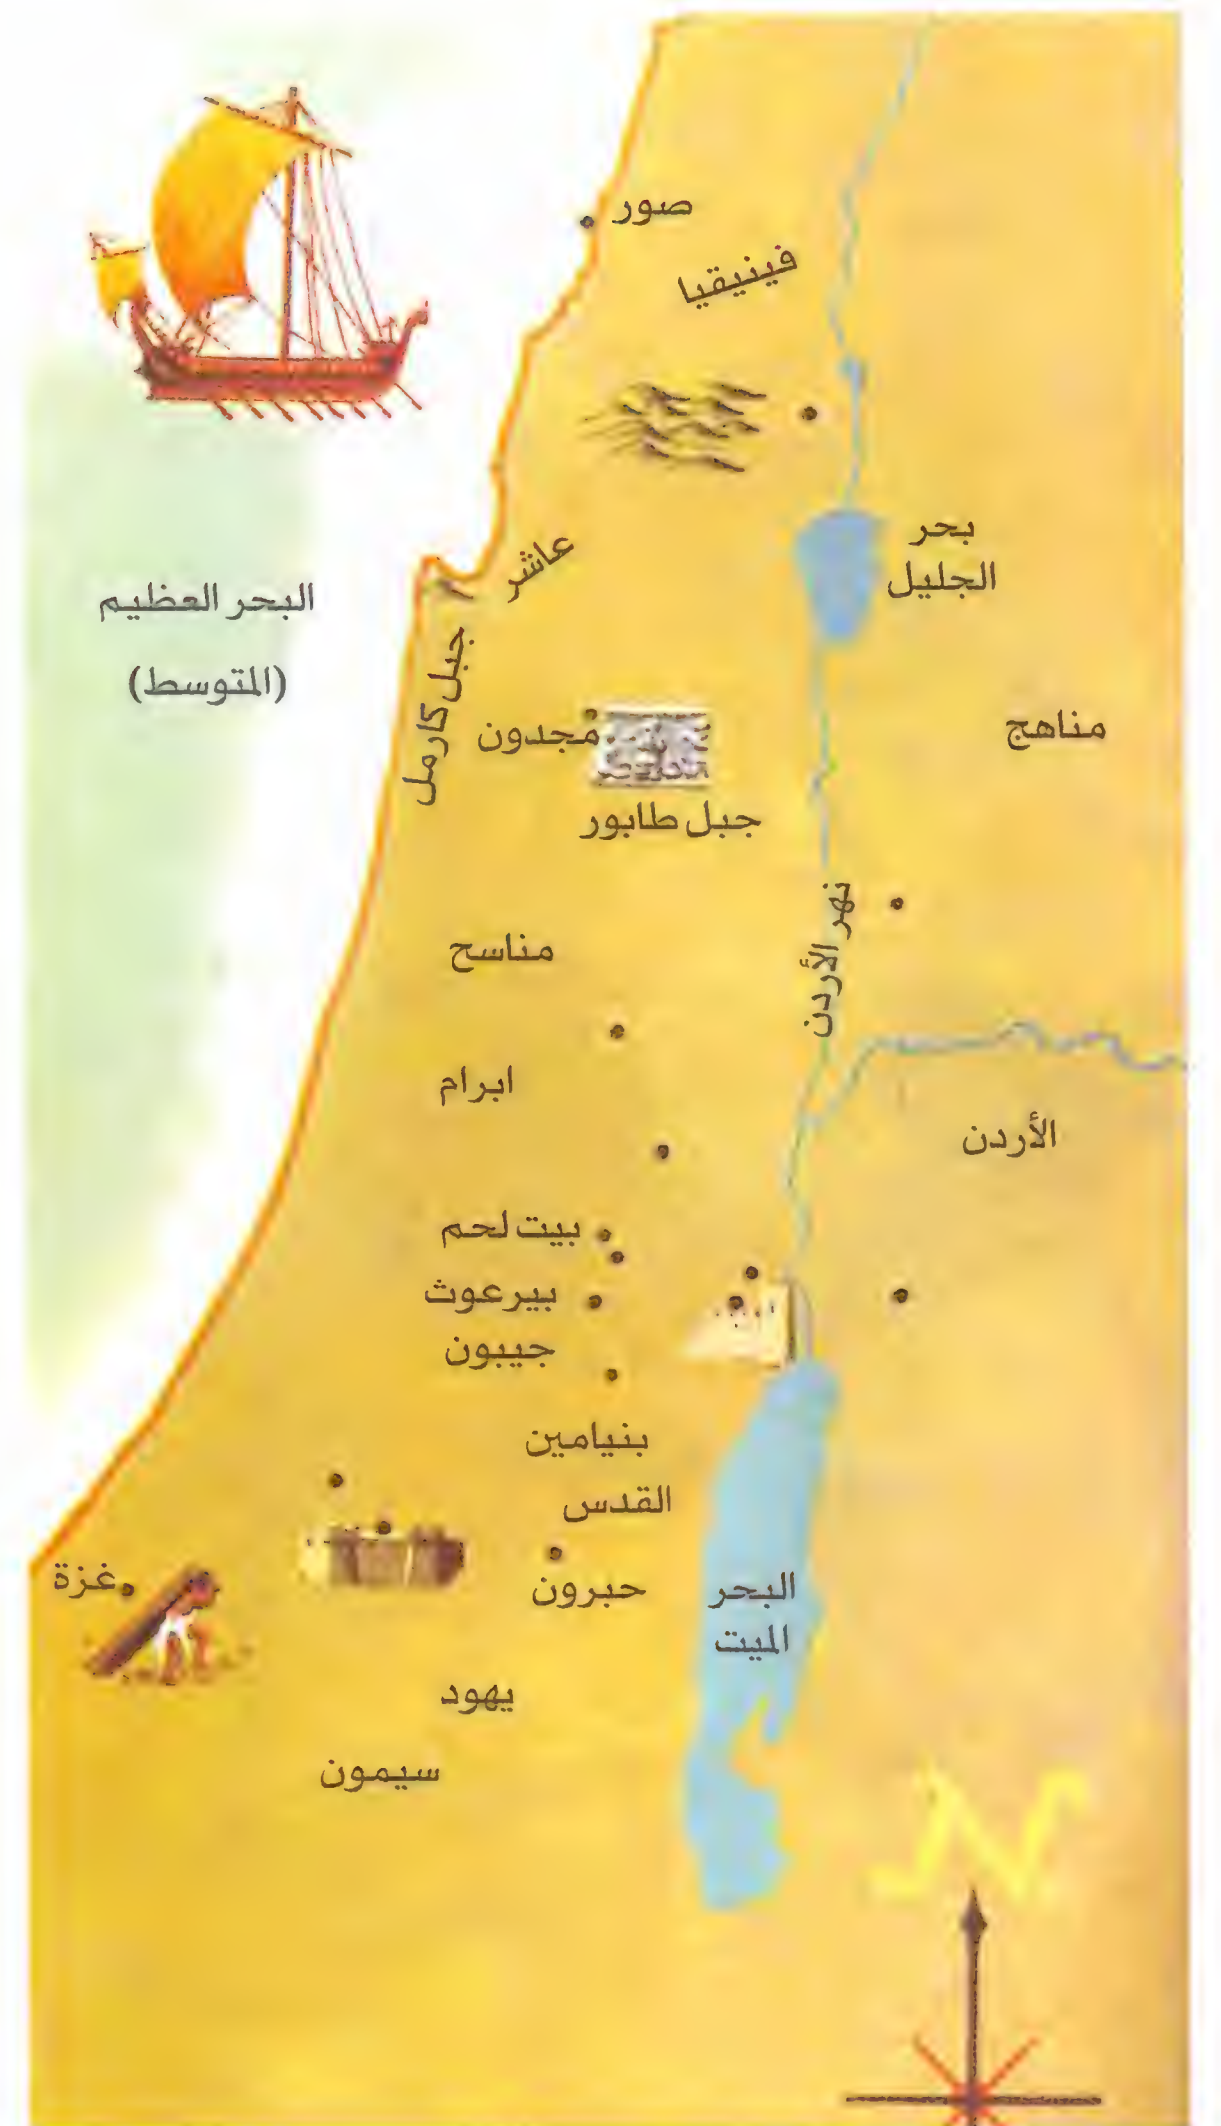 صور
فينيقيا
بحر
الجليل
عاشر
البحر العظيم
(المتوسط)
جبل كارمل
مجدون
مناهج
جبل طابور
نهر الأردن
مناسح
ابرام
الأردن
بيت لحم
بيرعوث
جيبون
بنيامين
القدس
غزة
حبرون
البحر
الميت
يهود
سيمون
N